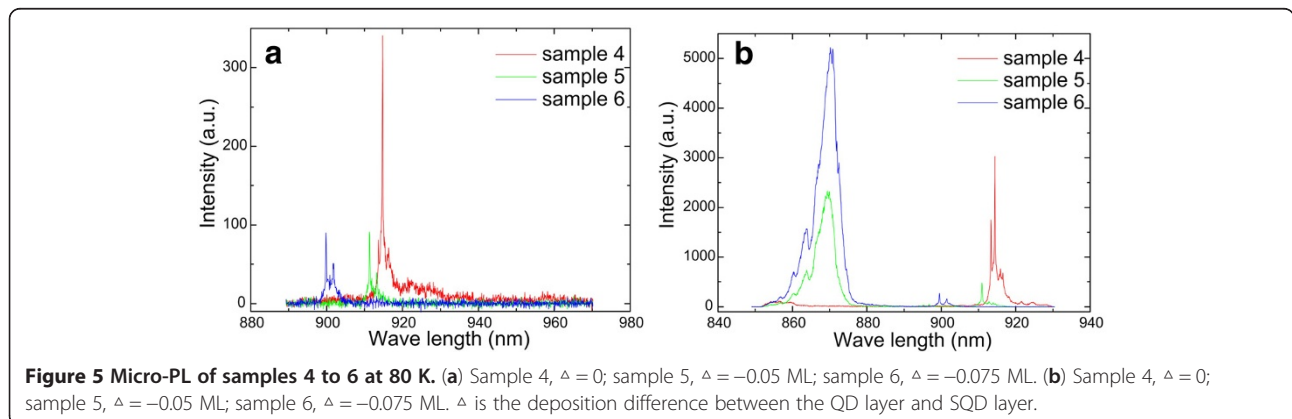 a
sample 4
sample 5
sample 6
300
200
100
0
Intensity (a.u.)
880 900 920 940 960 980
Wave length (nm)
b
sample 4
sample 5
sample 6
5000
4000
3000
2000
1000
0
Intensity (a.u.)
840 860 880 900 920 940
Wave length (nm)
Figure 5 Micro-PL of samples 4 to 6 at 80 K. (a) Sample 4, △ = 0; sample 5, △ = −0.05 ML; sample 6, △ = −0.075 ML. (b) Sample 4, △ = 0;
sample 5, △ = −0.05 ML; sample 6, △ = −0.075 ML. △ is the deposition difference between the QD layer and SQD layer.